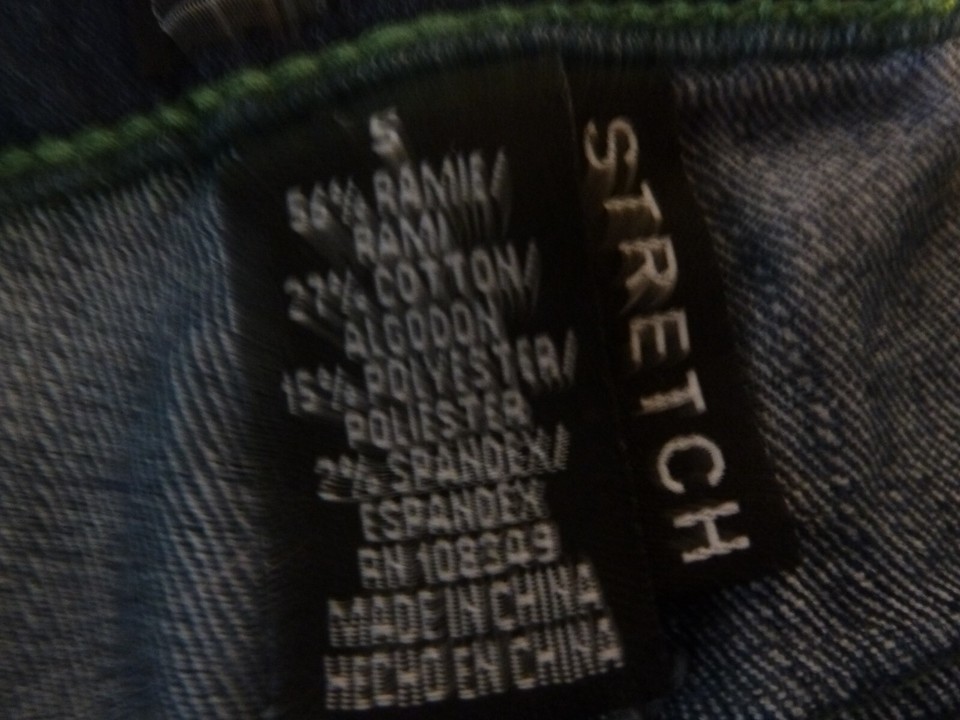 S
56% RAMIE/
RAMI
27% COTTON/
ALGODON
15% POLYESTER/
POLIESTER
2% SPANDEX/
ESPANDEX
RN 108349
MADE IN CHINA
HECHO EN CHINA
STRETCH